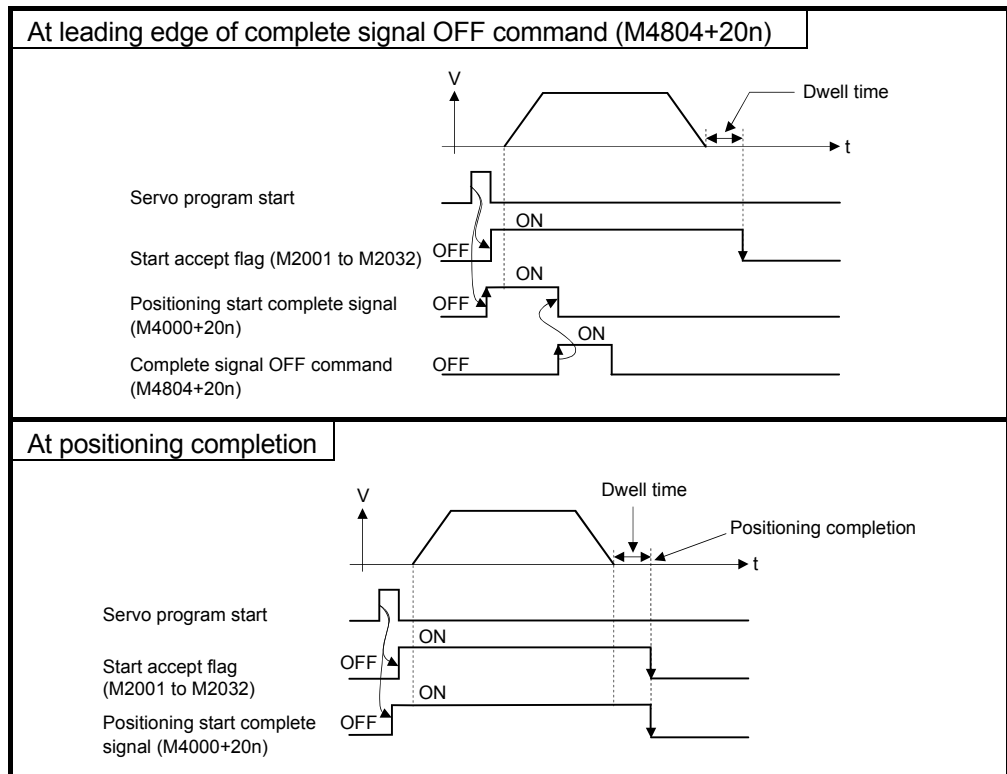 At leading edge of complete signal OFF command (M4804+20n)
V
Dwell time
t
Servo program start
ON
Start accept flag (M2001 to M2032)
OFF
ON
Positioning start complete signal
(M4000+20n)
OFF
ON
Complete signal OFF command
(M4804+20n)
OFF
At positioning completion
V
Dwell time
Positioning completion
t
Servo program start
ON
Start accept flag
(M2001 to M2032)
OFF
ON
Positioning start complete
signal (M4000+20n)
OFF